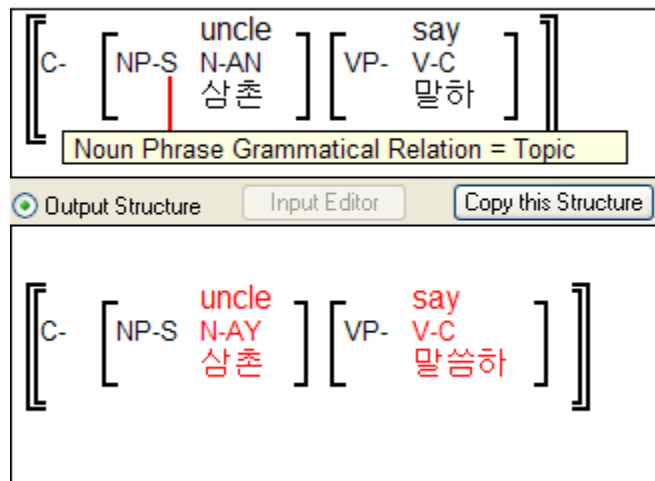 uncle say
C- NP-S N-AN VP- V-C
삼촌 말하
Noun Phrase Grammatical Relation = Topic
Output Structure Input Editor Copy this Structure
uncle say
C- NP-S N-AY VP- V-C
삼촌 말씀하